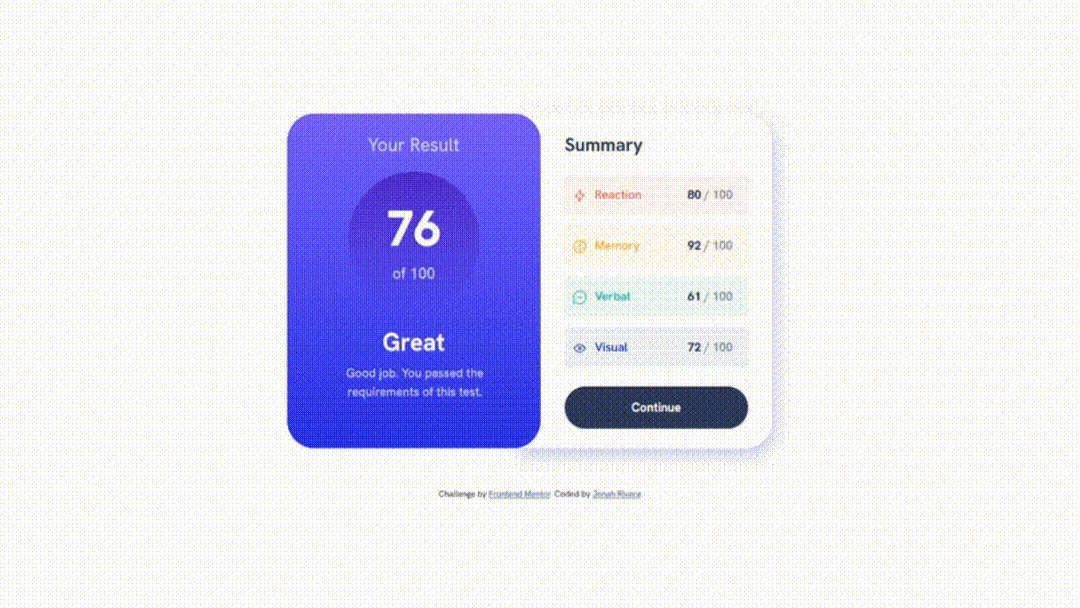 Your Result
76
of 100
Great
Good job. You passed the
requirements of this test.
Summary
Reaction 80 / 100
Memory 92 / 100
Verbal 61 / 100
Visual 72 / 100
Continue
Challenge by Frontend Mentor. Coded by Jonah Rivera.